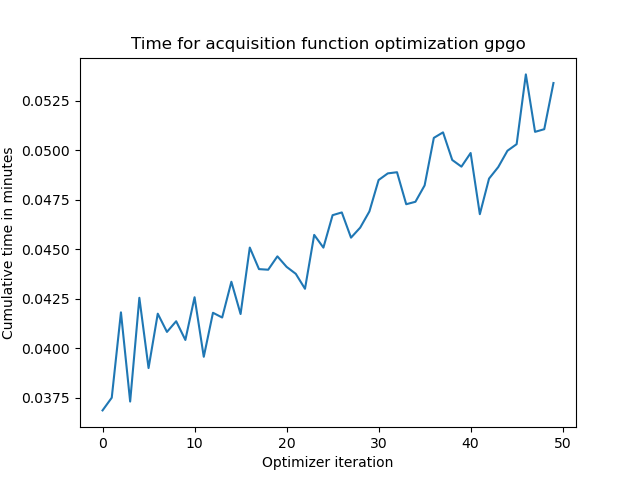 Time for acquisition function optimization gpgo
Cumulative time in minutes
0.0525
0.0500
0.0475
0.0450
0.0425
0.0400
0.0375
0 10 20 30 40 50
Optimizer iteration